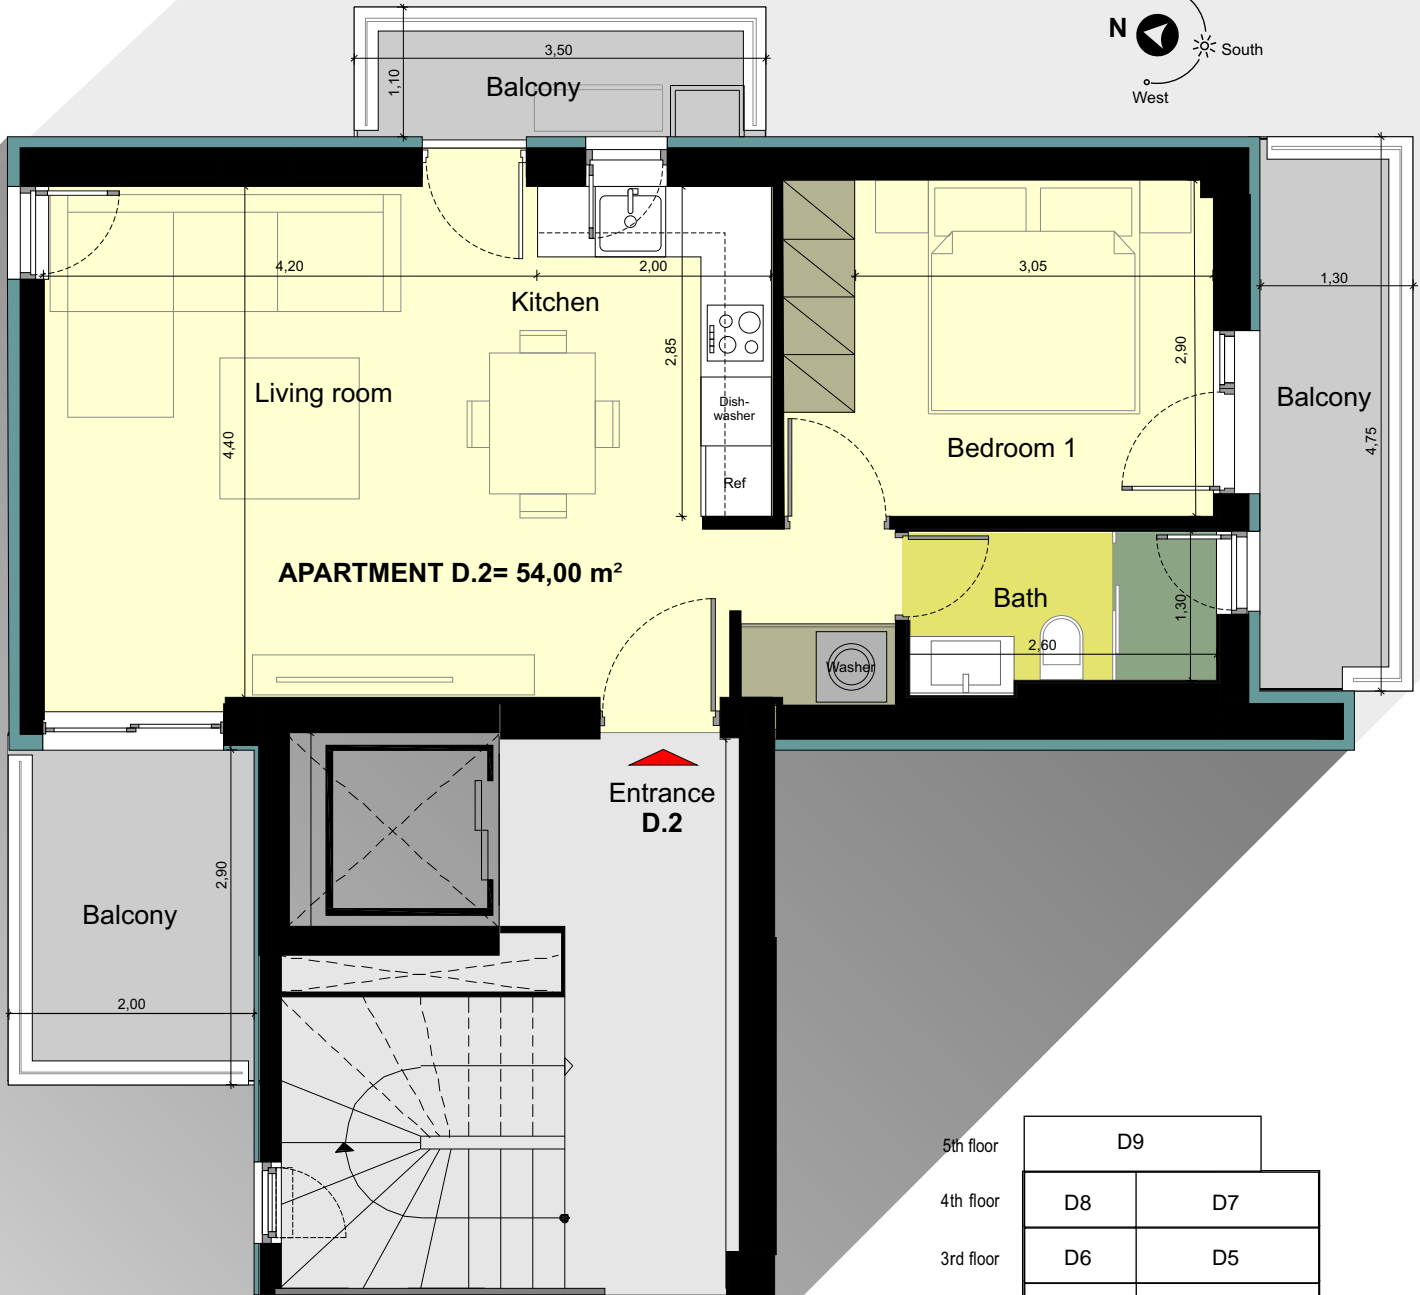 N
South
West
3,50
1,10
Balcony
4,20
2,00
3,05
1,30
Kitchen
2,85
2,90
Living room
Dish-
washer
Balcony
4,40
Bedroom 1
4,75
Ref
APARTMENT D.2= 54,00 m²
Bath
1,30
2,60
Washer
Entrance
D.2
2,90
Balcony
2,00
5th floor
D9
4th floor
D8
D7
3rd floor
D6
D5